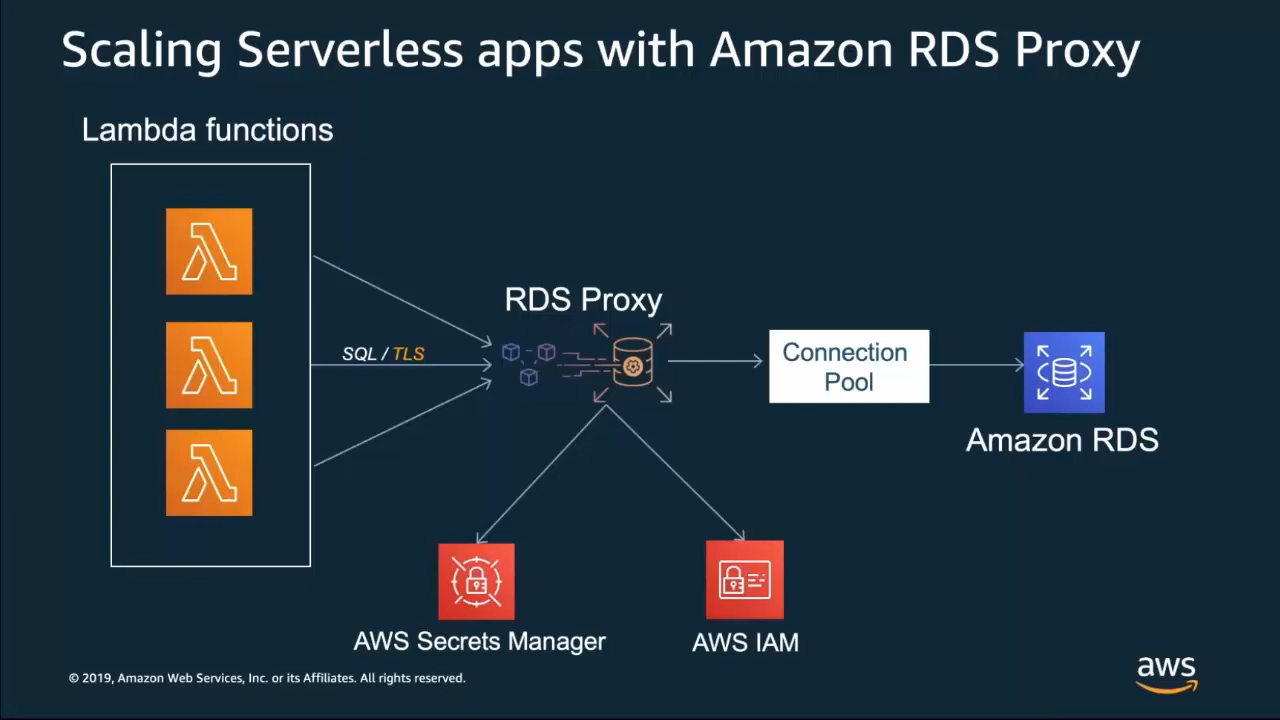 Scaling Serverless apps with Amazon RDS Proxy
Lambda functions
RDS Proxy
SQL / TLS
Connection
Pool
Amazon RDS
AWS Secrets Manager
AWS IAM
© 2019, Amazon Web Services, Inc. or its Affiliates. All rights reserved.
aws